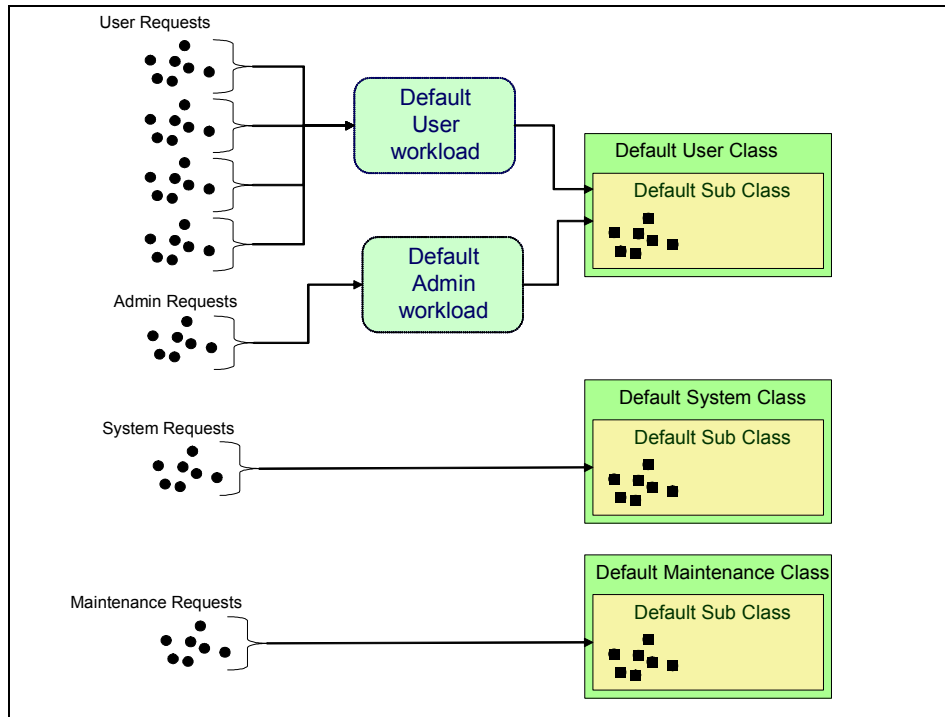 User Requests
Default
User
workload
Default User Class
Default Sub Class
Default
Admin
workload
Admin Requests
Default System Class
Default Sub Class
System Requests
Default Maintenance Class
Default Sub Class
Maintenance Requests